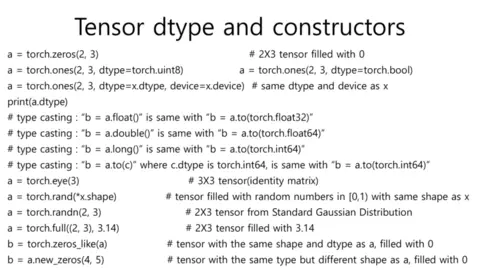 Tensor dtype and constructors
a = torch.zeros(2, 3) # 2X3 tensor filled with 0
a = torch.ones(2, 3, dtype=torch.uint8) a = torch.ones(2, 3, dtype=torch.bool)
a = torch.ones(2, 3, dtype=x.dtype, device=x.device) # same dtype and device as x
print(a.dtype)
# type casting : “b = a.float()” is same with “b = a.to(torch.float32)”
# type casting : “b = a.double()” is same with “b = a.to(torch.float64)”
# type casting : “b = a.long()” is same with “b = a.to(torch.int64)”
# type casting : “b = a.to(c)” where c.dtype is torch.int64, is same with “b = a.to(torch.int64)”
a = torch.eye(3) # 3X3 tensor(identity matrix)
a = torch.rand(*x.shape) # tensor filled with random numbers in [0,1) with same shape as x
a = torch.randn(2, 3) # 2X3 tensor from Standard Gaussian Distribution
a = torch.full((2, 3), 3.14) # 2X3 tensor filled with 3.14
b = torch.zeros_like(a) # tensor with the same shape and dtype as a, filled with 0
b = a.new_zeros(4, 5) # tensor with the same type but different shape as a, filled with 0